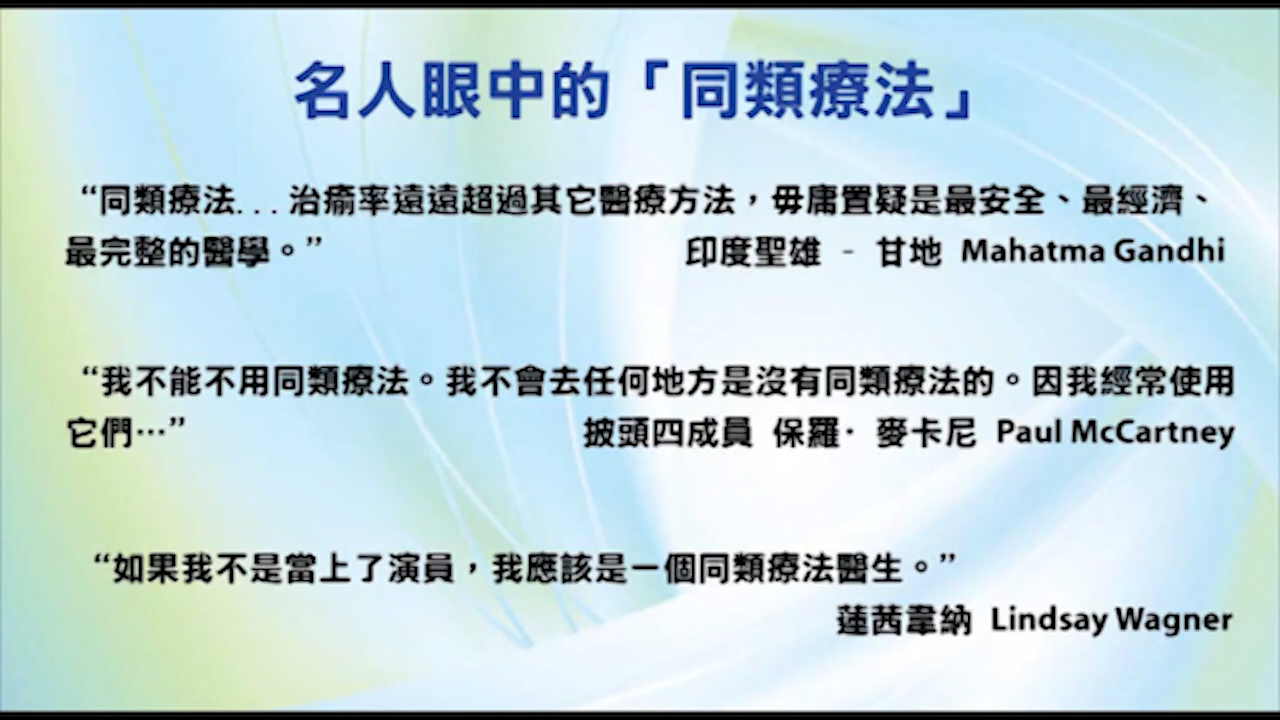 名人眼中的「同類療法」
“同類療法...治瘉率遠遠超過其它醫療方法，毋庸置疑是最安全、最經濟、
最完整的醫學。” 印度聖雄 - 甘地 Mahatma Gandhi
“我不能不用同類療法。我不會去任何地方是沒有同類療法的。因我經常使用
它們…” 披頭四成員 保羅· 麥卡尼 Paul McCartney
“如果我不是當上了演員，我應該是一個同類療法醫生。”
蓮茜韋納 Lindsay Wagner